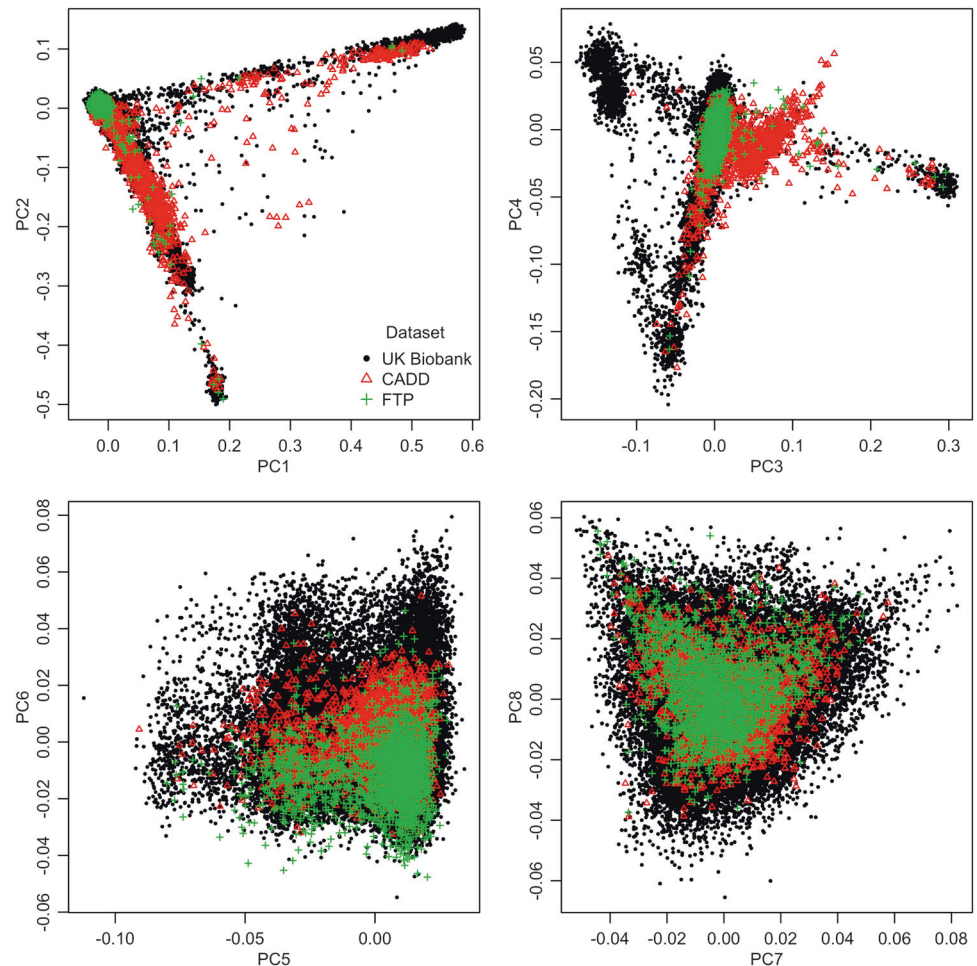 0.1
0.0
-0.1
-0.2
-0.3
-0.4
-0.5
PC2
0.0 0.1 0.2 0.3 0.4 0.5 0.6
PC1
Dataset
UK Biobank
CADD
FTP
0.05
0.00
-0.05
-0.10
-0.15
-0.20
PC4
-0.1 0.0 0.1 0.2 0.3
PC3
0.08
0.06
0.04
0.02
0.00
-0.02
-0.04
-0.06
PC6
-0.10 -0.05 0.00
PC5
0.06
0.04
0.02
0.00
-0.02
-0.04
-0.06
PC8
-0.04 -0.02 0.00 0.02 0.04 0.06 0.08
PC7